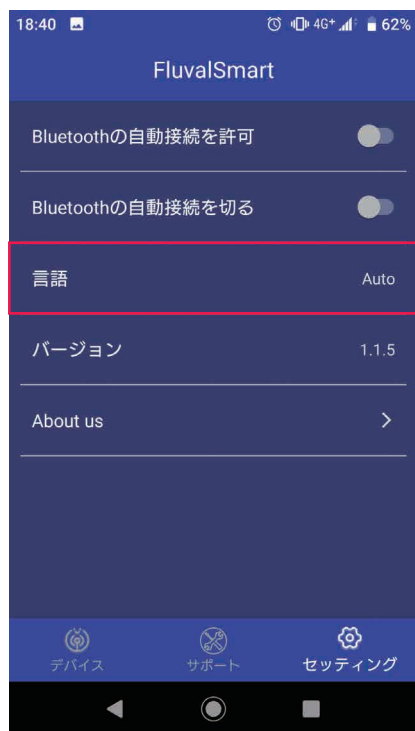 18:40 4G+ 62%
FluvalSmart
Bluetoothの自動接続を許可
Bluetoothの自動接続を切る
言語 Auto
バージョン 1.1.5
About us
デバイス サポート セッティング